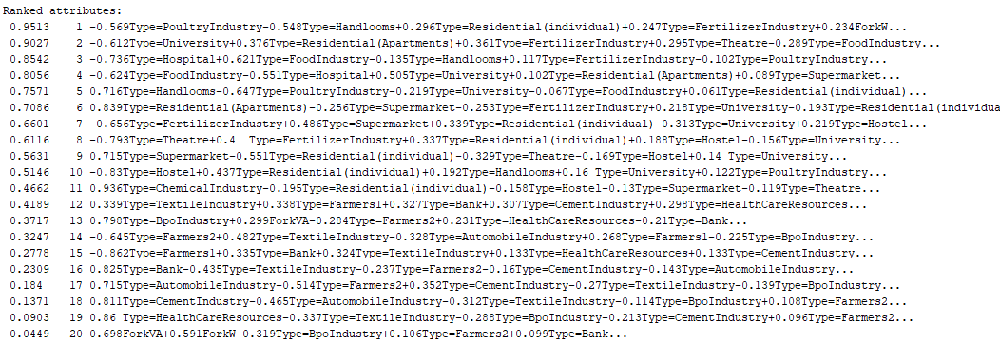 Ranked attributes:
0.9513 1 -0.569Type=PoultryIndustry-0.548Type=Handlooms+0.296Type=Residential(individual)+0.247Type=FertilizerIndustry+0.234ForkW...
0.9027 2 -0.612Type=University+0.376Type=Residential(Apartments)+0.361Type=FertilizerIndustry+0.295Type=Theatre-0.289Type=FoodIndustry...
0.8542 3 -0.736Type=Hospital+0.621Type=FoodIndustry-0.135Type=Handlooms+0.117Type=FertilizerIndustry-0.102Type=PoultryIndustry...
0.8056 4 -0.624Type=FoodIndustry-0.551Type=Hospital+0.505Type=University+0.102Type=Residential(Apartments)+0.089Type=Supermarket...
0.7571 5 0.716Type=Handlooms-0.647Type=PoultryIndustry-0.219Type=University-0.067Type=FoodIndustry+0.061Type=Residential(individual)...
0.7086 6 0.839Type=Residential(Apartments)-0.256Type=Supermarket-0.253Type=FertilizerIndustry+0.218Type=University-0.193Type=Residential(individua
0.6601 7 -0.656Type=FertilizerIndustry+0.486Type=Supermarket+0.339Type=Residential(individual)-0.313Type=University+0.219Type=Hostel...
0.6116 8 -0.793Type=Theatre+0.4 Type=FertilizerIndustry+0.337Type=Residential(individual)+0.188Type=Hostel-0.156Type=University...
0.5631 9 0.715Type=Supermarket-0.551Type=Residential(individual)-0.329Type=Theatre-0.169Type=Hostel+0.14 Type=University...
0.5146 10 -0.83Type=Hostel+0.437Type=Residential(individual)+0.192Type=Handlooms+0.16 Type=University+0.122Type=PoultryIndustry...
0.4662 11 0.936Type=ChemicalIndustry-0.195Type=Residential(individual)-0.158Type=Hostel-0.13Type=Supermarket-0.119Type=Theatre...
0.4189 12 0.339Type=TextileIndustry+0.338Type=Farmers1+0.327Type=Bank+0.307Type=CementIndustry+0.298Type=HealthCareResources...
0.3717 13 0.798Type=BpoIndustry+0.299ForkVA-0.284Type=Farmers2+0.231Type=HealthCareResources-0.21Type=Bank...
0.3247 14 -0.645Type=Farmers2+0.482Type=TextileIndustry-0.328Type=AutomobileIndustry+0.268Type=Farmers1-0.225Type=BpoIndustry...
0.2778 15 -0.862Type=Farmers1+0.335Type=Bank+0.324Type=TextileIndustry+0.133Type=HealthCareResources+0.133Type=CementIndustry...
0.2309 16 0.825Type=Bank-0.435Type=TextileIndustry-0.237Type=Farmers2-0.16Type=CementIndustry-0.143Type=AutomobileIndustry...
0.184 17 0.715Type=AutomobileIndustry-0.514Type=Farmers2+0.352Type=CementIndustry-0.27Type=TextileIndustry-0.139Type=BpoIndustry...
0.1371 18 0.811Type=CementIndustry-0.465Type=AutomobileIndustry-0.312Type=TextileIndustry-0.114Type=BpoIndustry+0.108Type=Farmers2...
0.0903 19 0.86 Type=HealthCareResources-0.337Type=TextileIndustry-0.288Type=BpoIndustry-0.213Type=CementIndustry+0.096Type=Farmers2...
0.0449 20 0.698ForkVA+0.591ForkW-0.319Type=BpoIndustry+0.106Type=Farmers2+0.099Type=Bank...